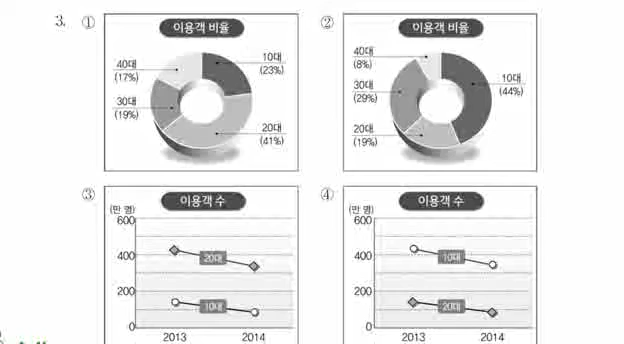 3. ① 이용객 비율
40대
(17%)
10대
(23%)
30대
(19%)
20대
(41%)
② 이용객 비율
40대
(8%)
30대
(29%)
10대
(44%)
20대
(19%)
③ 이용객 수
(만 명)
600
400
200
0
20대
10대
2013 2014
④ 이용객 수
(만 명)
600
400
200
0
10대
20대
2013 2014